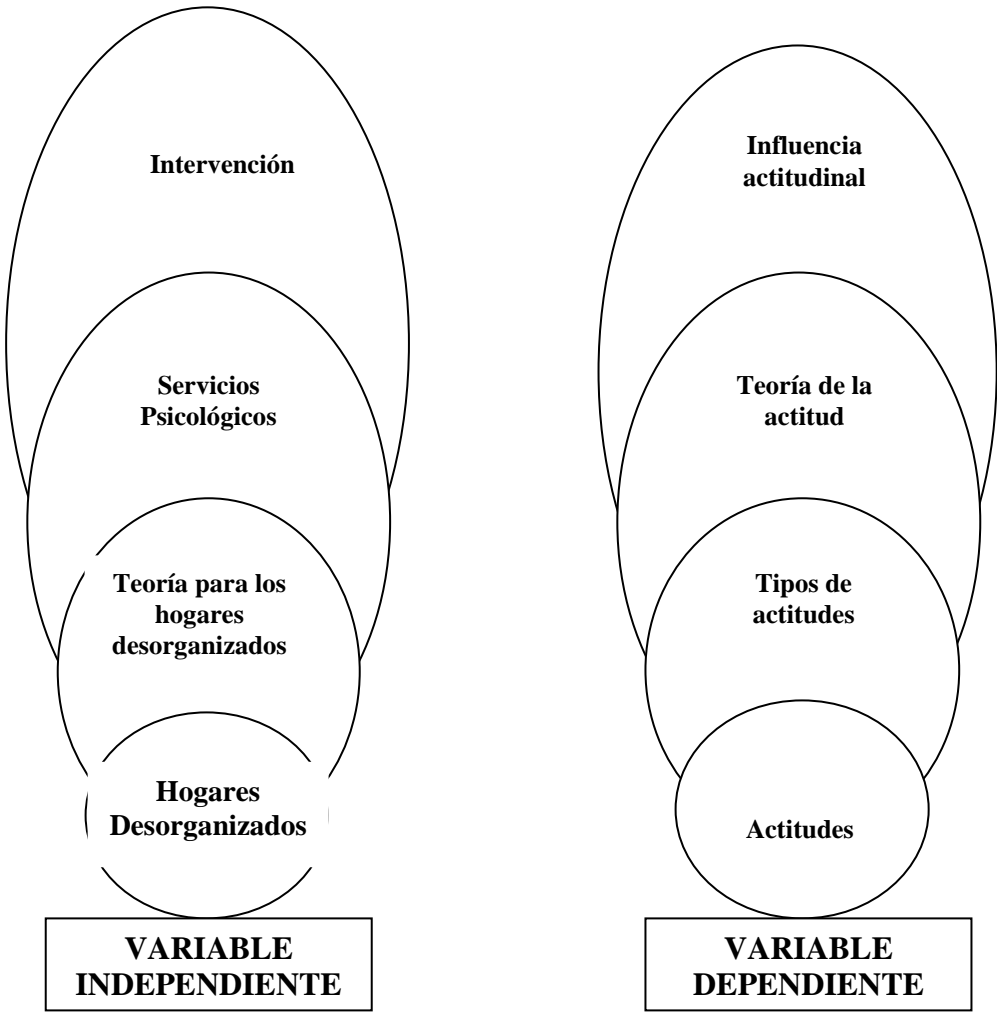 Intervención
Servicios
Psicológicos
Teoría para los
hogares
desorganizados
Hogares
Desorganizados
VARIABLE
INDEPENDIENTE
Influencia
actitudinal
Teoría de la
actitud
Tipos de
actitudes
Actitudes
VARIABLE
DEPENDIENTE